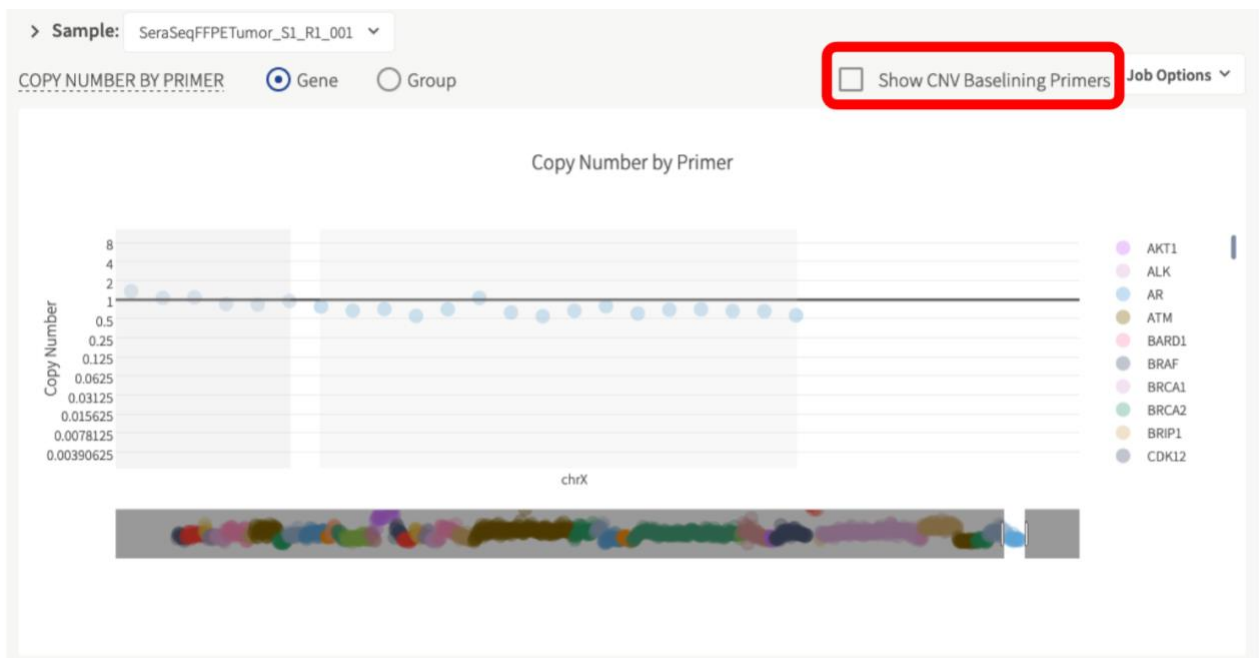 Sample: SeraSeqFFPETumor_S1_R1_001
COPY NUMBER BY PRIMER Gene Group Show CNV Baselining Primers Job Options
Copy Number by Primer
8
4
2
1
0.5
0.25
0.125
0.0625
0.03125
0.015625
0.0078125
0.00390625
Copy Number
chrX
AKT1
ALK
AR
ATM
BARD1
BRAF
BRCA1
BRCA2
BRIP1
CDK12